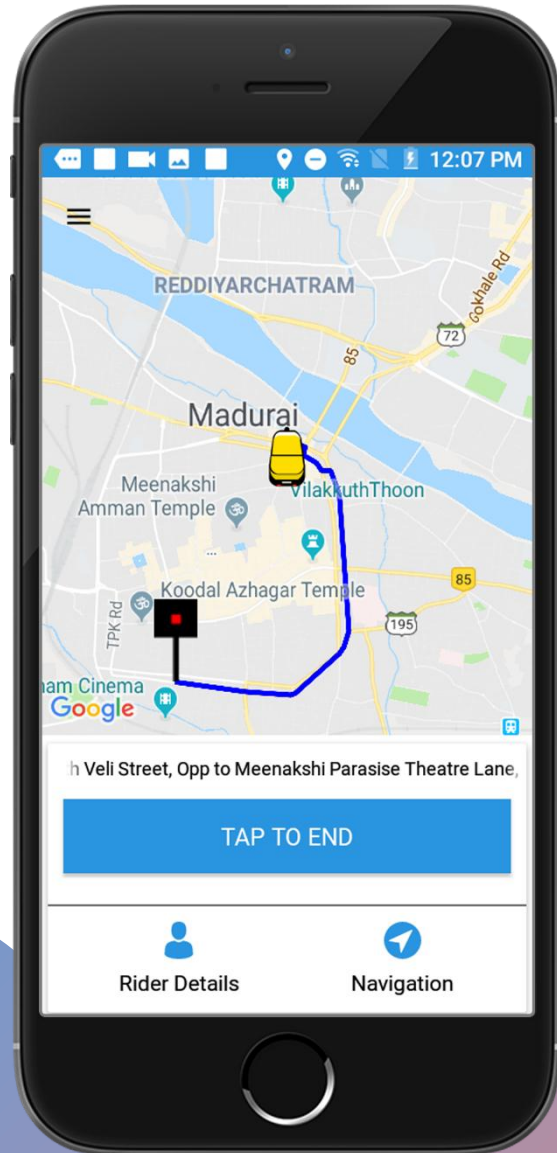 12:07 PM
REDDIYARCHATRAM
Gokhale Rd
72
85
Madurai
Meenakshi
Amman Temple
VilakkuthThoon
...
Koodal Azhagar Temple
85
TPK Rd
195
am Cinema
Google
h Veli Street, Opp to Meenakshi Parasise Theatre Lane,
TAP TO END
Rider Details
Navigation